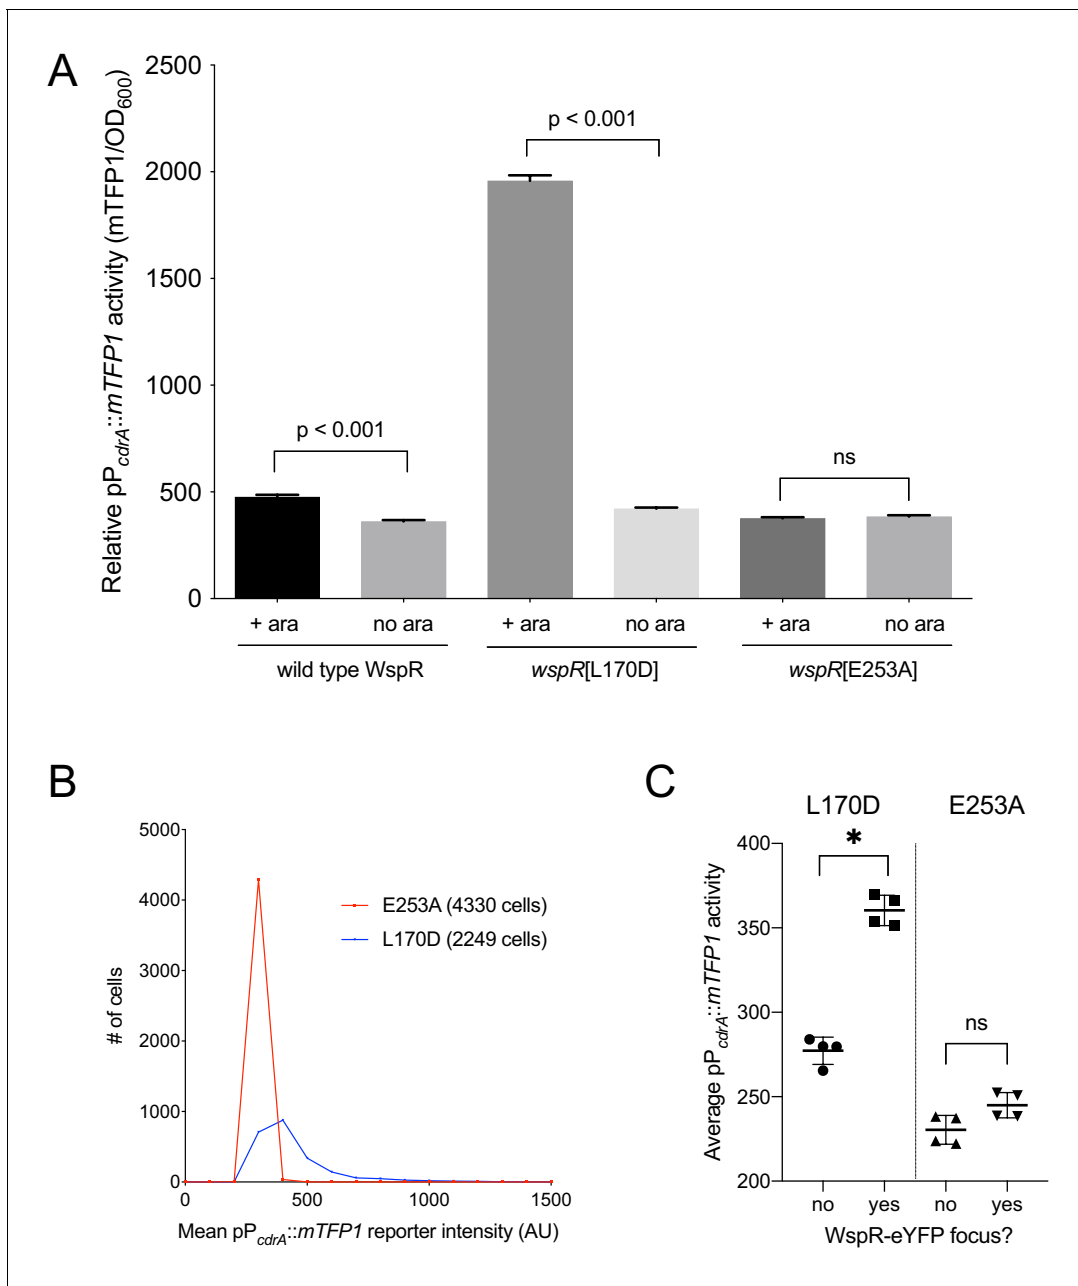 A
Relative pPcdrA::mTFP1 activity (mTFP1/OD600)
2500
2000
1500
1000
500
0
p < 0.001
p < 0.001
ns
+ ara
no ara
+ ara
no ara
+ ara
no ara
wild type WspR
wspR[L170D]
wspR[E253A]
B
# of cells
5000
4000
3000
2000
1000
0
E253A (4330 cells)
L170D (2249 cells)
0
500
1000
1500
Mean pPcdrA::mTFP1 reporter intensity (AU)
C
L170D
E253A
Average pPcdrA::mTFP1 activity
400
350
300
250
200
*
ns
no
yes
no
yes
WspR-eYFP focus?